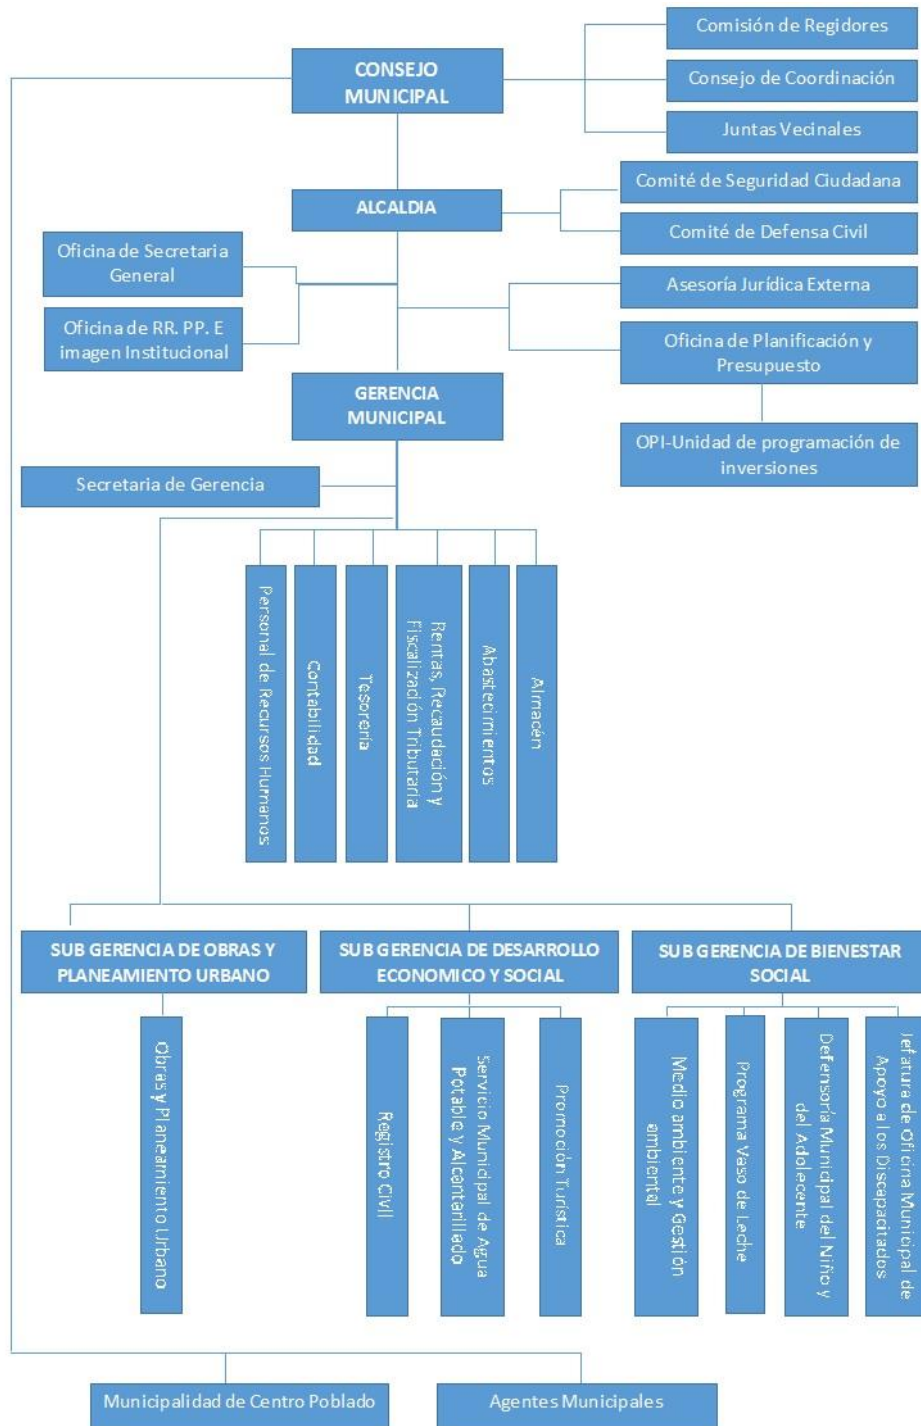 Comisión de Regidores
CONSEJO
MUNICIPAL
Consejo de Coordinación
Juntas Vecinales
Comité de Seguridad Ciudadana
ALCALDIA
Comité de Defensa Civil
Oficina de Secretaria
General
Asesoría Jurídica Externa
Oficina de RR. PP. E
imagen Institucional
Oficina de Planificación y
Presupuesto
GERENCIA
MUNICIPAL
OPI-Unidad de programación de
inversiones
Secretaria de Gerencia
Personal de Recursos Humanos
Contabilidad
Tesorería
Rentas, Recaudación y
Fiscalización Tributaria
Abastecimientos
Almacén
SUB GERENCIA DE OBRAS Y
PLANEAMIENTO URBANO
SUB GERENCIA DE DESARROLLO
ECONOMICO Y SOCIAL
SUB GERENCIA DE BIENESTAR
SOCIAL
Obras y Planeamiento Urbano
Registro Civil
Servicio Municipal de Agua
Potable y Alcantarillado
Promoción Turística
Medio ambiente y Gestión
ambiental
Programa Vaso de Leche
Defensoría Municipal del Niño y
del Adolecente
Jefatura de Oficina Municipal de
Apoyo a los Discapacitados
Municipalidad de Centro Poblado
Agentes Municipales